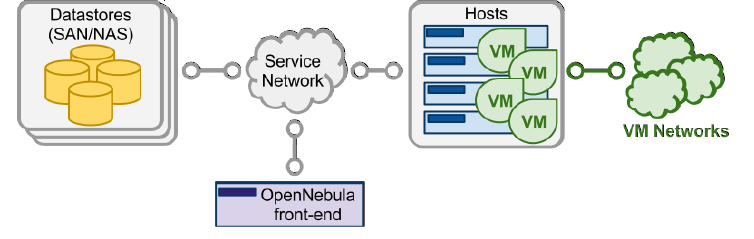 Datastores
(SAN/NAS)
Service
Network
Hosts
VM
VM
VM
VM
VM Networks
OpenNebula
front-end